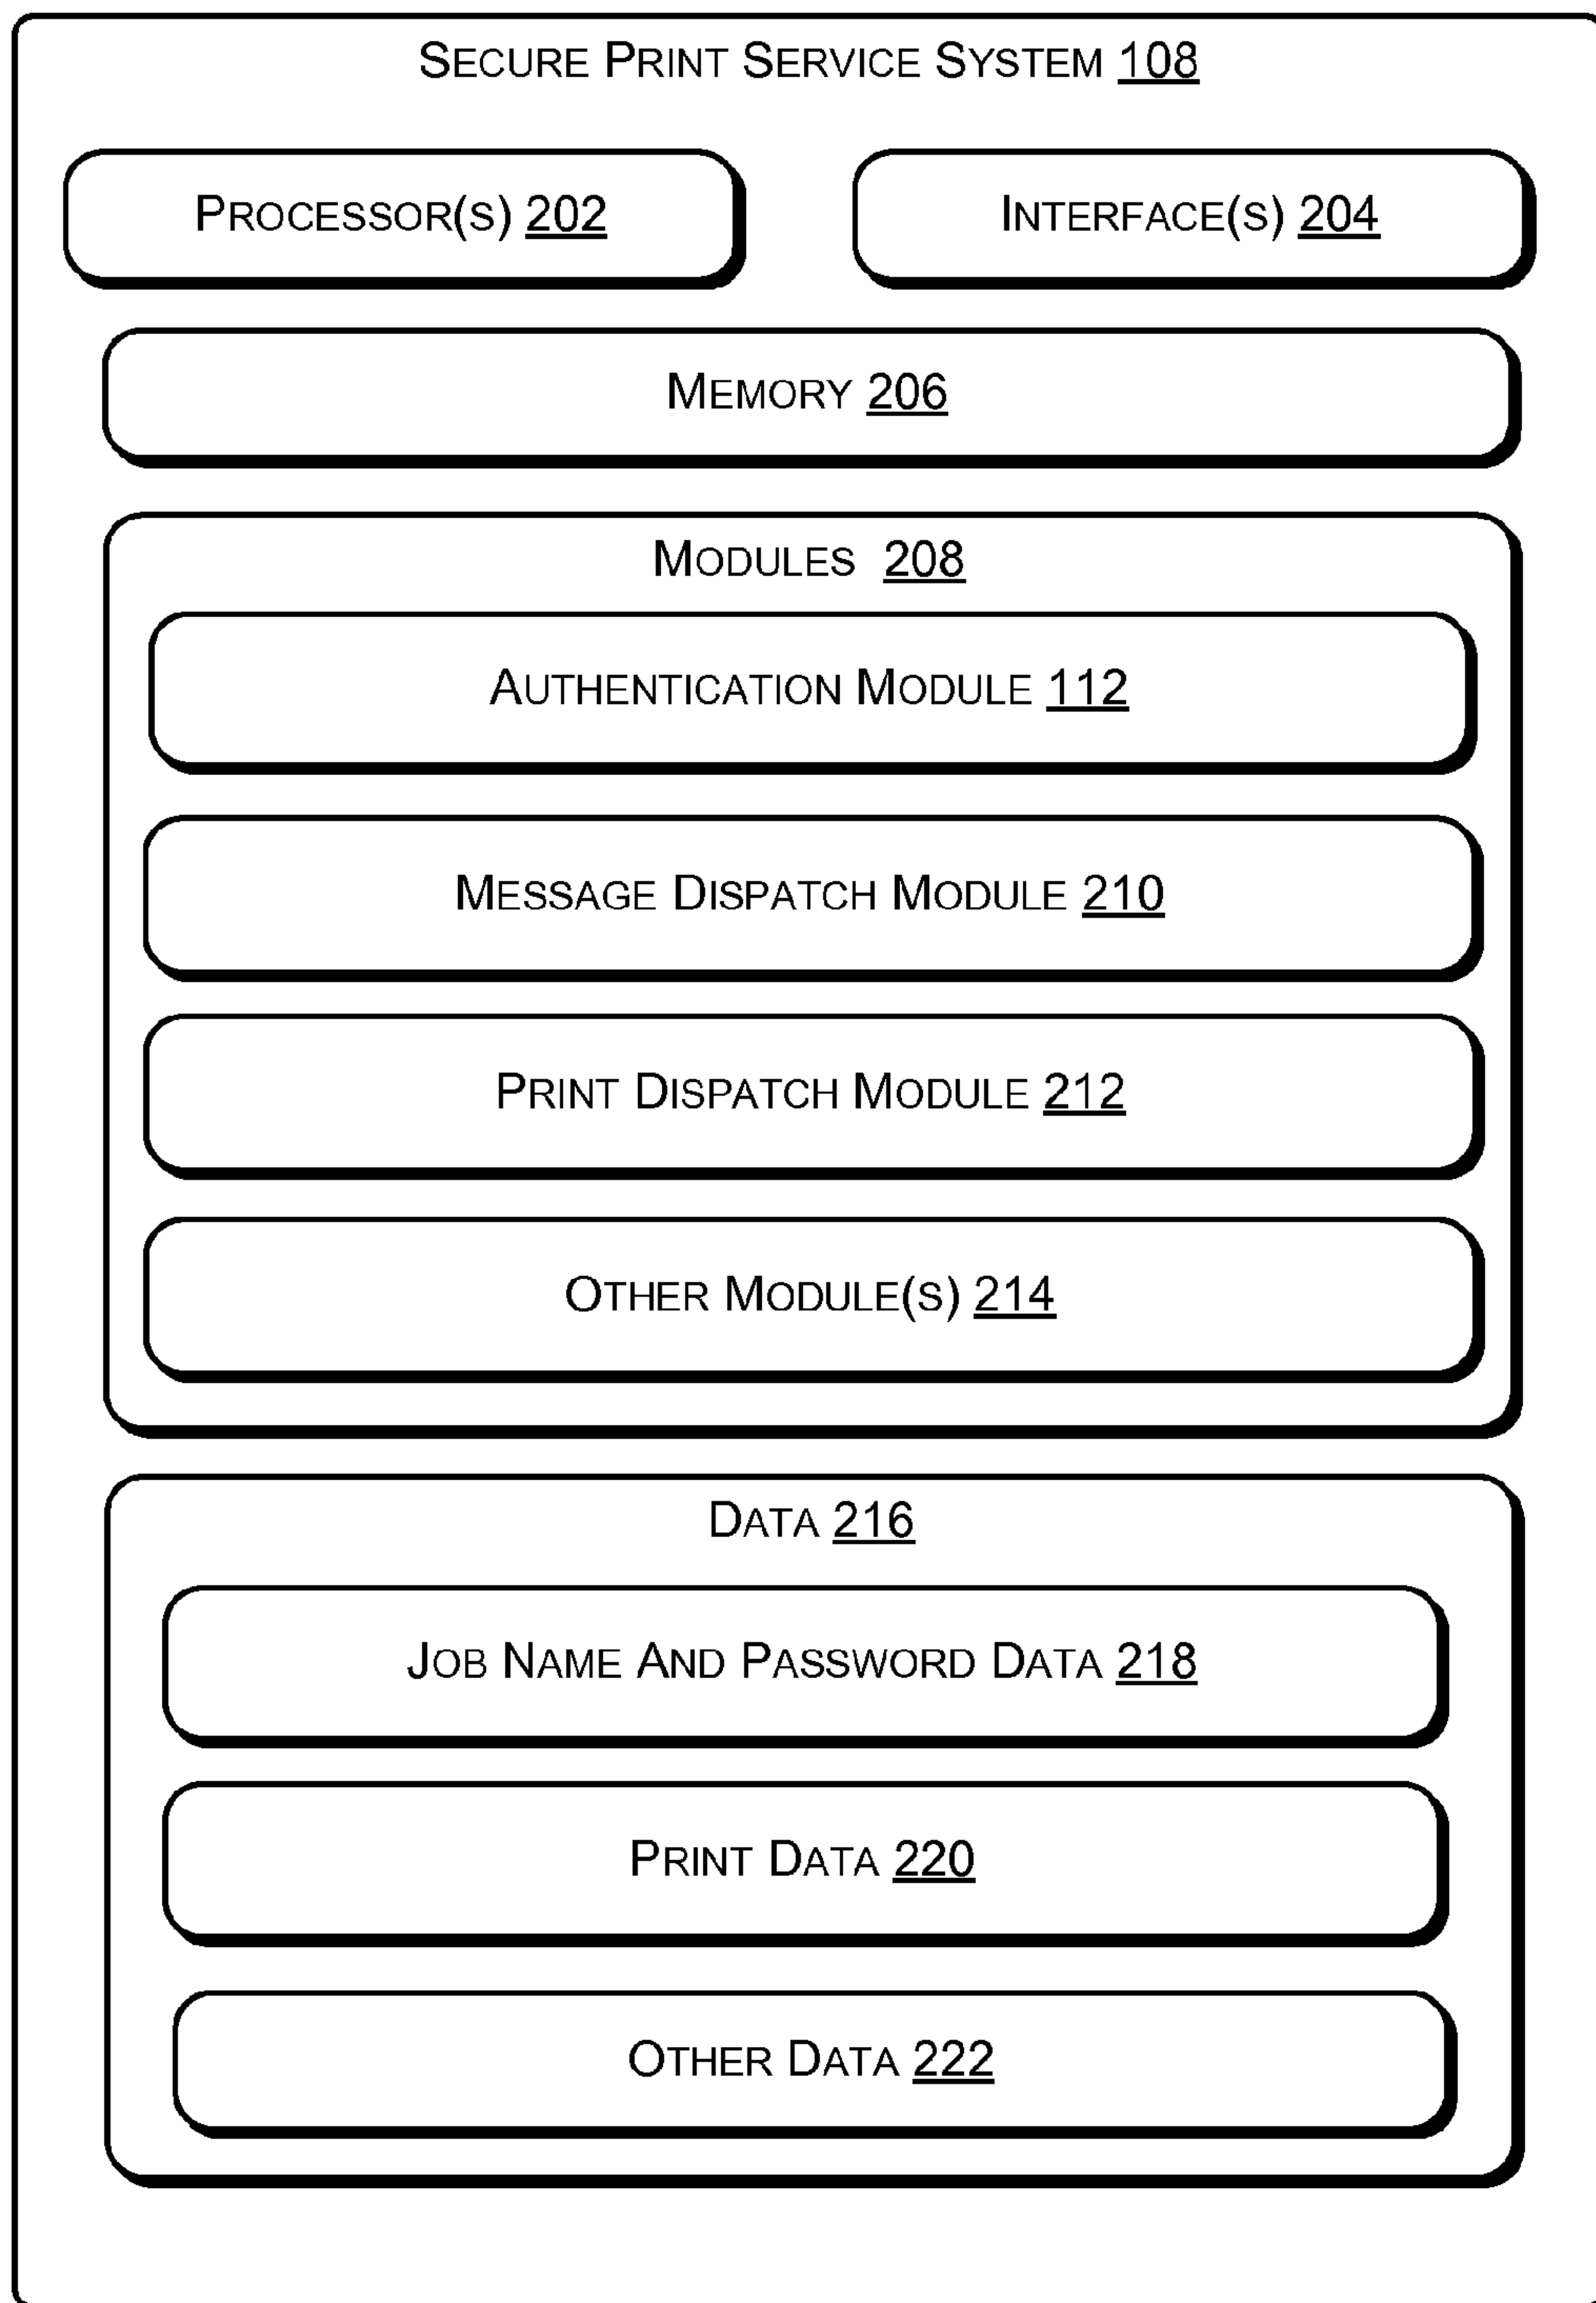 SECURE PRINT SERVICE SYSTEM 108
PROCESSOR(S) 202
INTERFACE(S) 204
MEMORY 206
MODULES 208
AUTHENTICATION MODULE 112
MESSAGE DISPATCH MODULE 210
PRINT DISPATCH MODULE 212
OTHER MODULE(S) 214
DATA 216
JOB NAME AND PASSWORD DATA 218
PRINT DATA 220
OTHER DATA 222